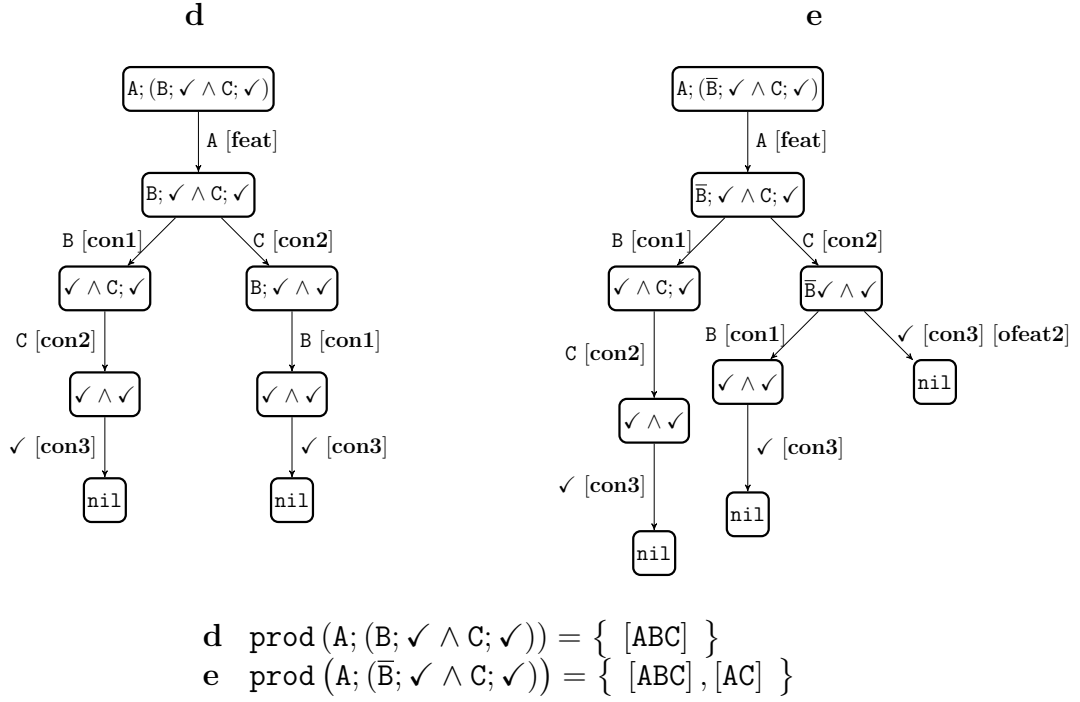 d e
A; (B; ✓ ∧ C; ✓) A; (B̅; ✓ ∧ C; ✓)
A [feat] A [feat]
B; ✓ ∧ C; ✓ B̅; ✓ ∧ C; ✓
B [con1] C [con2] B [con1] C [con2]
✓ ∧ C; ✓ B; ✓ ∧ ✓ ✓ ∧ C; ✓ B̅✓ ∧ ✓
C [con2] B [con1] B [con1] ✓ [con3] [ofeat2]
C [con2]
✓ ∧ ✓ ✓ ∧ ✓ ✓ ∧ ✓ nil
✓ ∧ ✓
✓ [con3] ✓ [con3] ✓ [con3]
✓ [con3]
nil nil nil
nil
d prod (A; (B; ✓ ∧ C; ✓)) = { [ABC] }
e prod (A; (B̅; ✓ ∧ C; ✓)) = { [ABC] , [AC] }